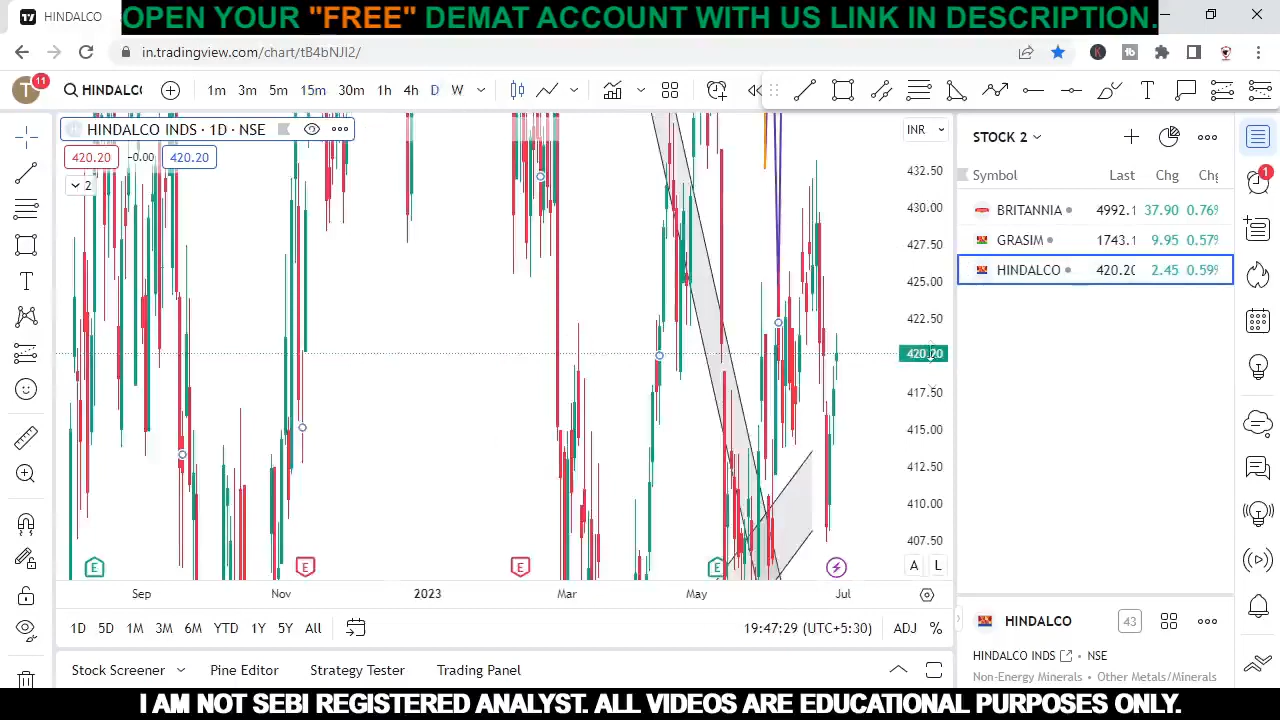 HINDALCO
OPEN YOUR "FREE" DEMAT ACCOUNT WITH US LINK IN DESCRIPTION.
in.tradingview.com/chart/tB4bNJl2/
T 11 HINDALCO 1m 3m 5m 15m 30m 1h 4h D W
HINDALCO INDS · 1D · NSE
INR
STOCK 2
420.20 -0.00 420.20
2
Symbol Last Chg Chg
1
BRITANNIA 4992.1 37.90 0.76%
GRASIM 1743.1 9.95 0.57%
HINDALCO 420.20 2.45 0.59%
432.50
430.00
427.50
425.00
422.50
420.20
417.50
415.00
412.50
410.00
407.50
E E E E
A L
Sep Nov 2023 Mar May Jul
1D 5D 1M 3M 6M YTD 1Y 5Y All 19:47:29 (UTC+5:30) ADJ %
HINDALCO 43
HINDALCO INDS · NSE
Non-Energy Minerals · Other Metals/Minerals
Stock Screener Pine Editor Strategy Tester Trading Panel
I AM NOT SEBI REGISTERED ANALYST. ALL VIDEOS ARE EDUCATIONAL PURPOSES ONLY.